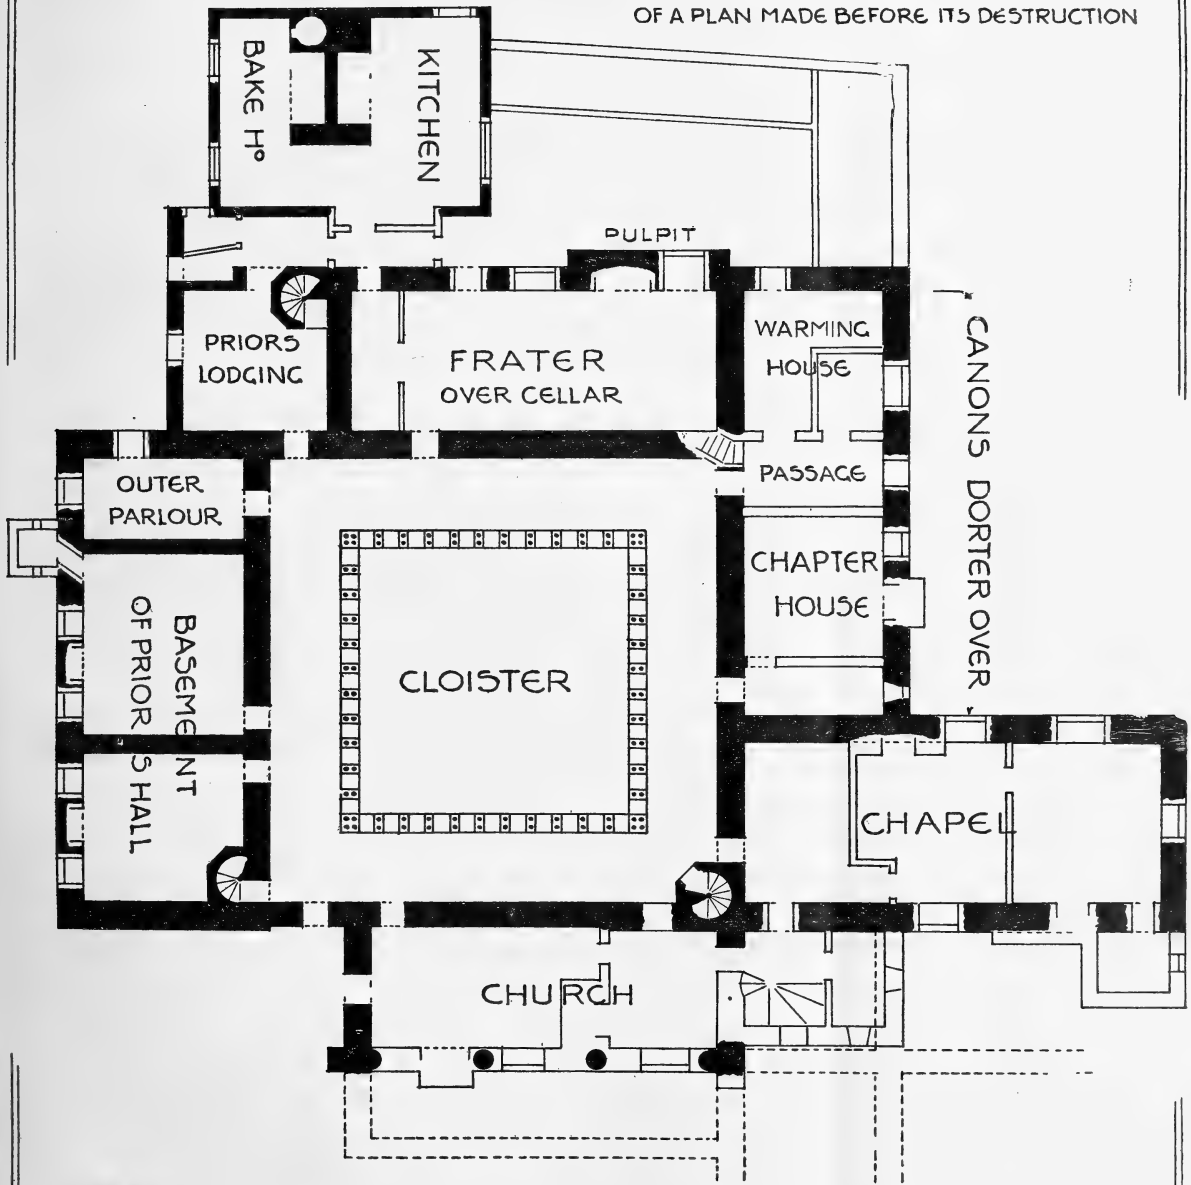 OF A PLAN MADE BEFORE ITS DESTRUCTION
BAKE Hº
KITCHEN
PULPIT
PRIORS
LODGING
FRATER
OVER CELLAR
WARMING
HOUSE
CANONS DORTER OVER
PASSAGE
OUTER
PARLOUR
CHAPTER
HOUSE
BASEMENT
OF PRIORS HALL
CLOISTER
CHAPEL
CHURCH